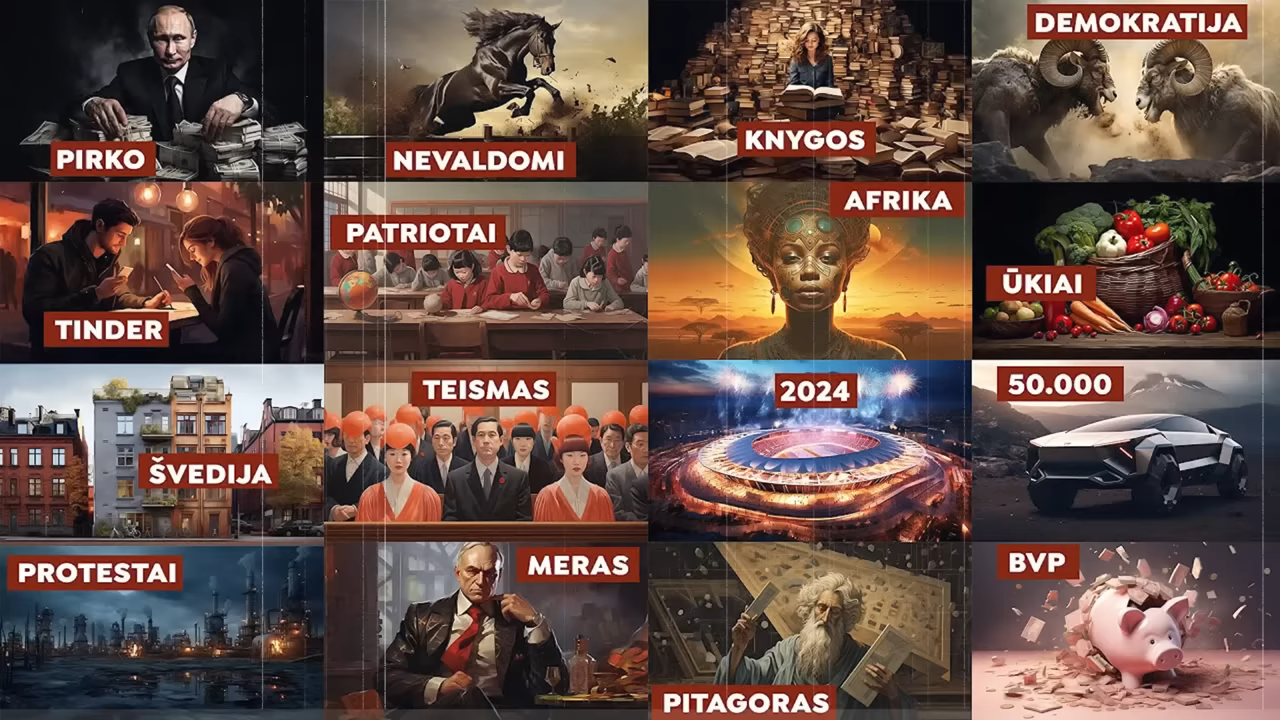 PIRKO
NEVALDOMI
KNYGOS
DEMOKRATIJA
TINDER
PATRIOTAI
AFRIKA
ŪKIAI
ŠVEDIJA
TEISMAS
2024
50.000
PROTESTAI
MERAS
PITAGORAS
BVP